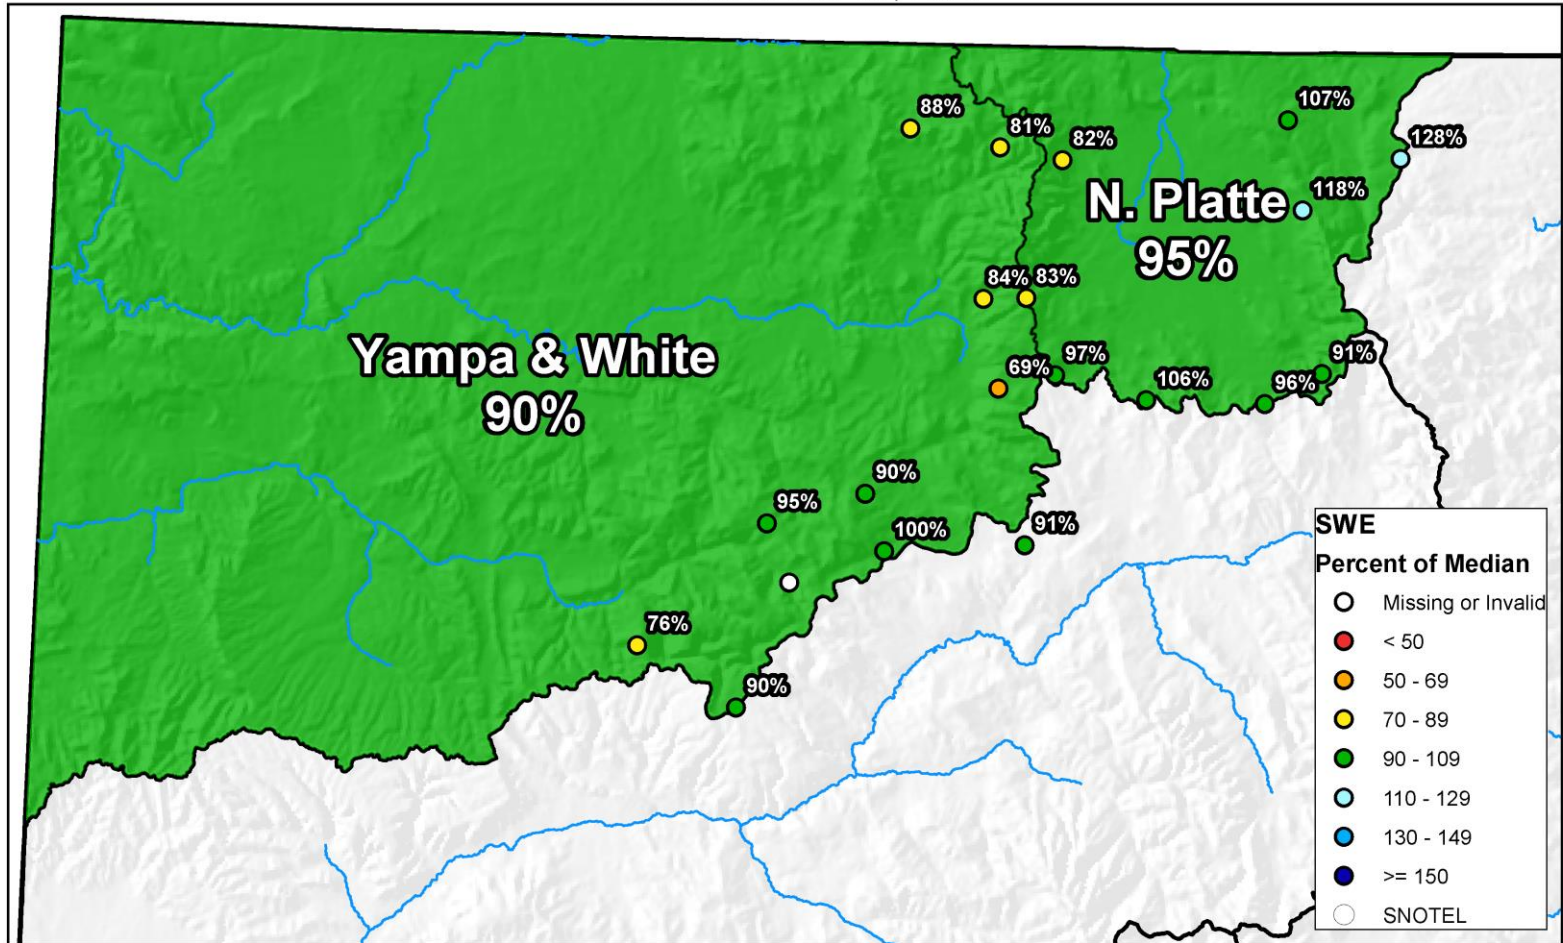 107%
88%
81%
128%
82%
118%
N. Platte
95%
84%
83%
Yampa & White
90%
69%
97%
91%
106%
96%
90%
95%
100%
91%
76%
90%
SWE
Percent of Median
Missing or Invalid
< 50
50 - 69
70 - 89
90 - 109
110 - 129
130 - 149
>= 150
SNOTEL